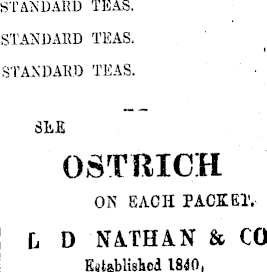 STANDARD TEAS.
STANDARD TEAS.
STANDARD TEAS.
SEE
OSTRICH
ON EACH PACKET.
L D NATHAN & CO
Established 1840,